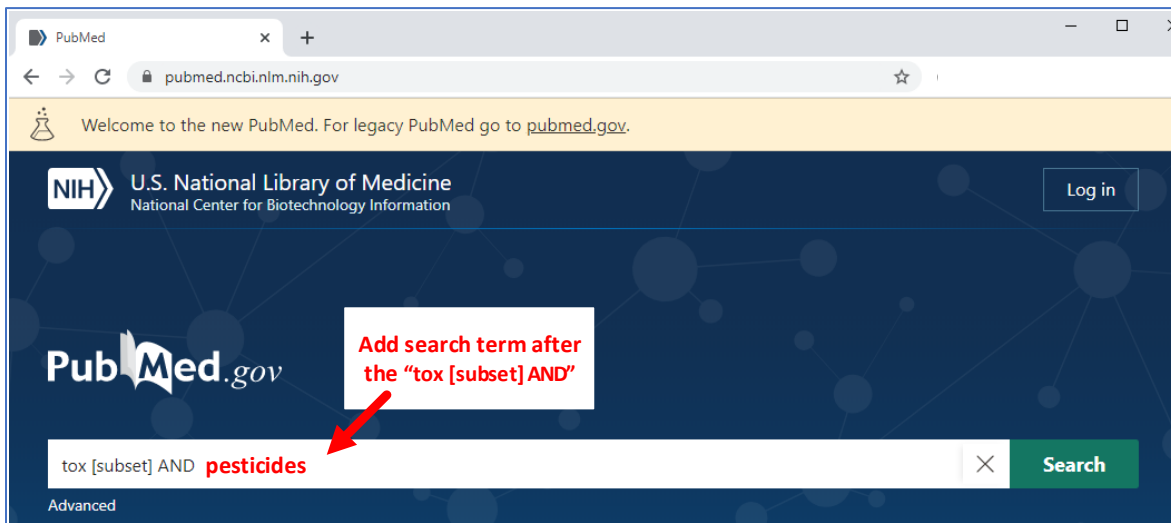 PubMed
pubmed.ncbi.nlm.nih.gov
Welcome to the new PubMed. For legacy PubMed go to pubmed.gov.
NIH
U.S. National Library of Medicine
National Center for Biotechnology Information
Log in
Add search term after
the “tox [subset] AND”
PubMed.gov
tox [subset] AND pesticides
Search
Advanced